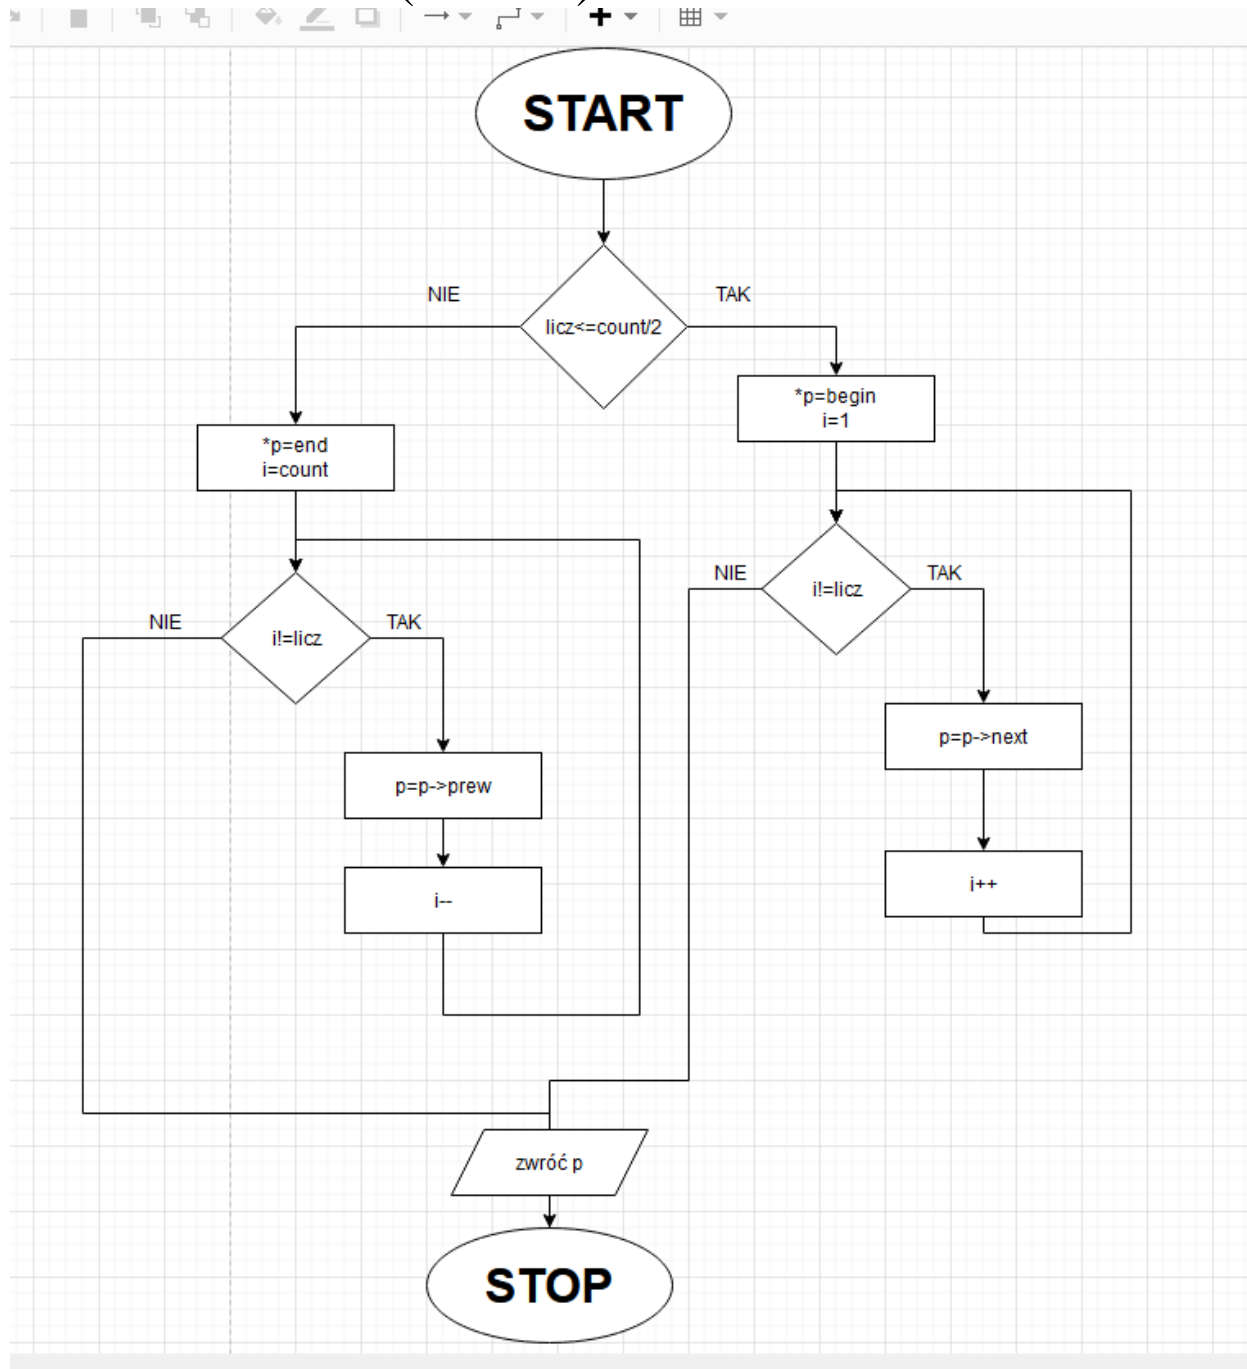 START
licz<=count/2
NIE
TAK
*p=begin
i=1
*p=end
i=count
NIE
i!=licz
TAK
NIE
i!=licz
TAK
p=p->next
p=p->prew
i++
i--
zwróć p
STOP